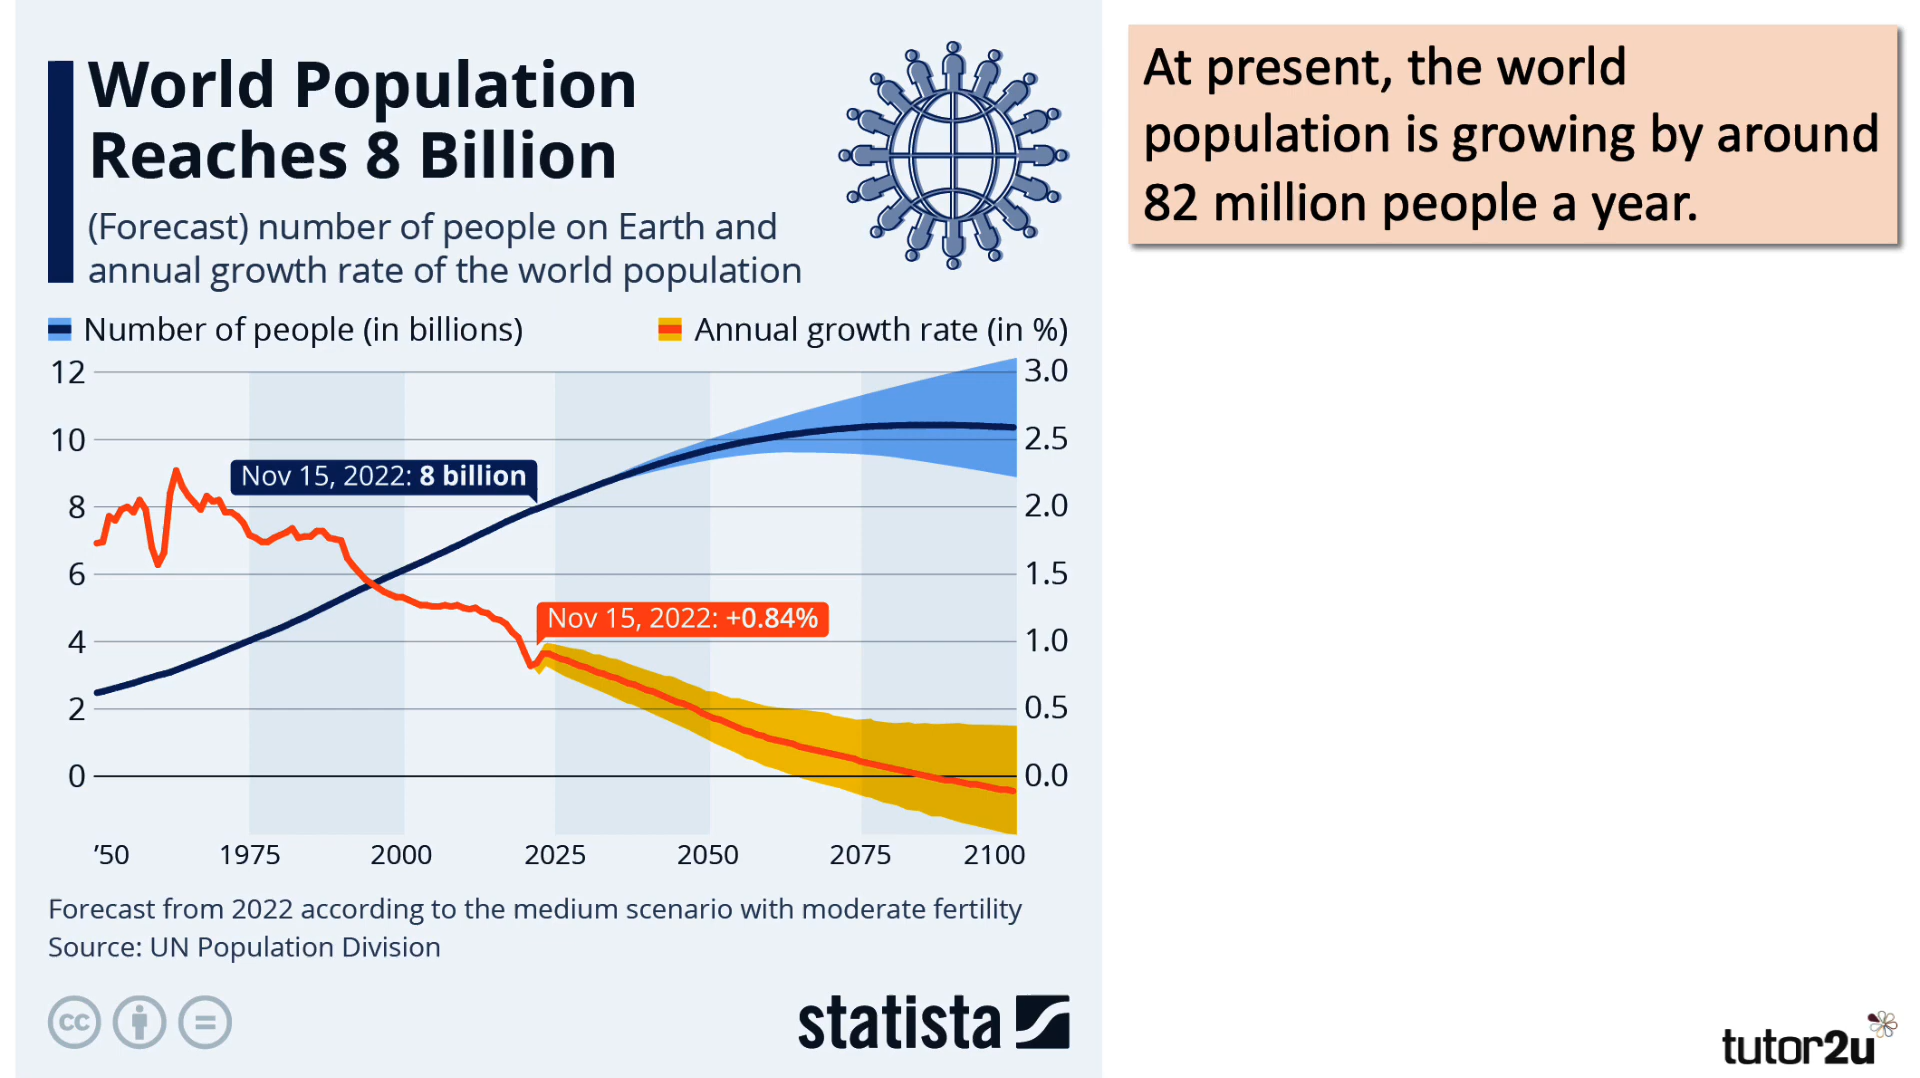 World Population
Reaches 8 Billion
(Forecast) number of people on Earth and
annual growth rate of the world population
Number of people (in billions)
Annual growth rate (in %)
12
10
8
6
4
2
0
3.0
2.5
2.0
1.5
1.0
0.5
0.0
Nov 15, 2022: 8 billion
Nov 15, 2022: +0.84%
'50 1975 2000 2025 2050 2075 2100
Forecast from 2022 according to the medium scenario with moderate fertility
Source: UN Population Division
cc
=
statista
At present, the world
population is growing by around
82 million people a year.
tutor2u